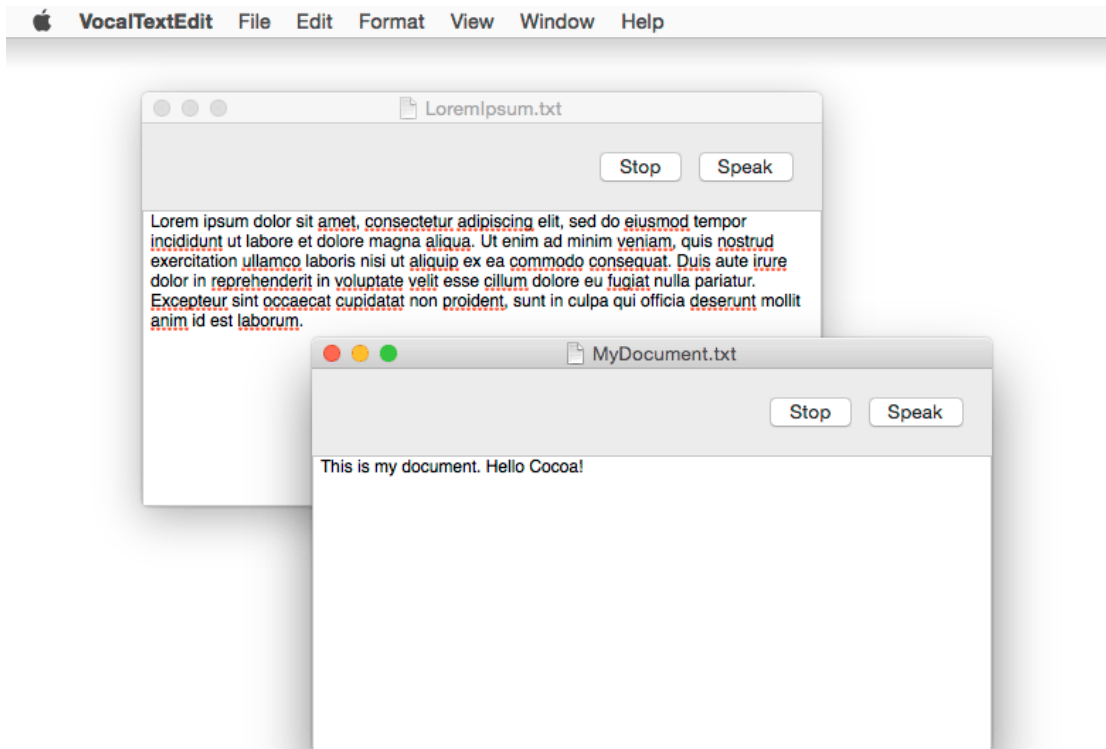 VocalTextEdit File Edit Format View Window Help
LoremIpsum.txt
Stop Speak
Lorem ipsum dolor sit amet, consectetur adipiscing elit, sed do eiusmod tempor
incididunt ut labore et dolore magna aliqua. Ut enim ad minim veniam, quis nostrud
exercitation ullamco laboris nisi ut aliquip ex ea commodo consequat. Duis aute irure
dolor in reprehenderit in voluptate velit esse cillum dolore eu fugiat nulla pariatur.
Excepteur sint occaecat cupidatat non proident, sunt in culpa qui officia deserunt mollit
anim id est laborum.
MyDocument.txt
Stop Speak
This is my document. Hello Cocoa!